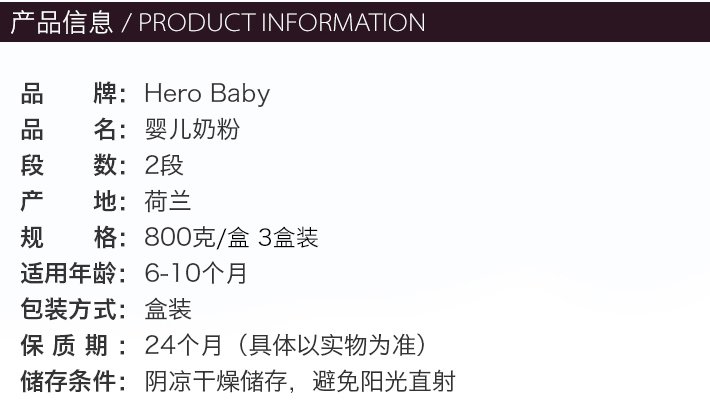 产品信息 / PRODUCT INFORMATION
品 牌：Hero Baby
品 名：婴儿奶粉
段 数：2段
产 地：荷兰
规 格：800克/盒 3盒装
适用年龄：6-10个月
包装方式：盒装
保 质 期 ：24个月（具体以实物为准）
储存条件：阴凉干燥储存，避免阳光直射